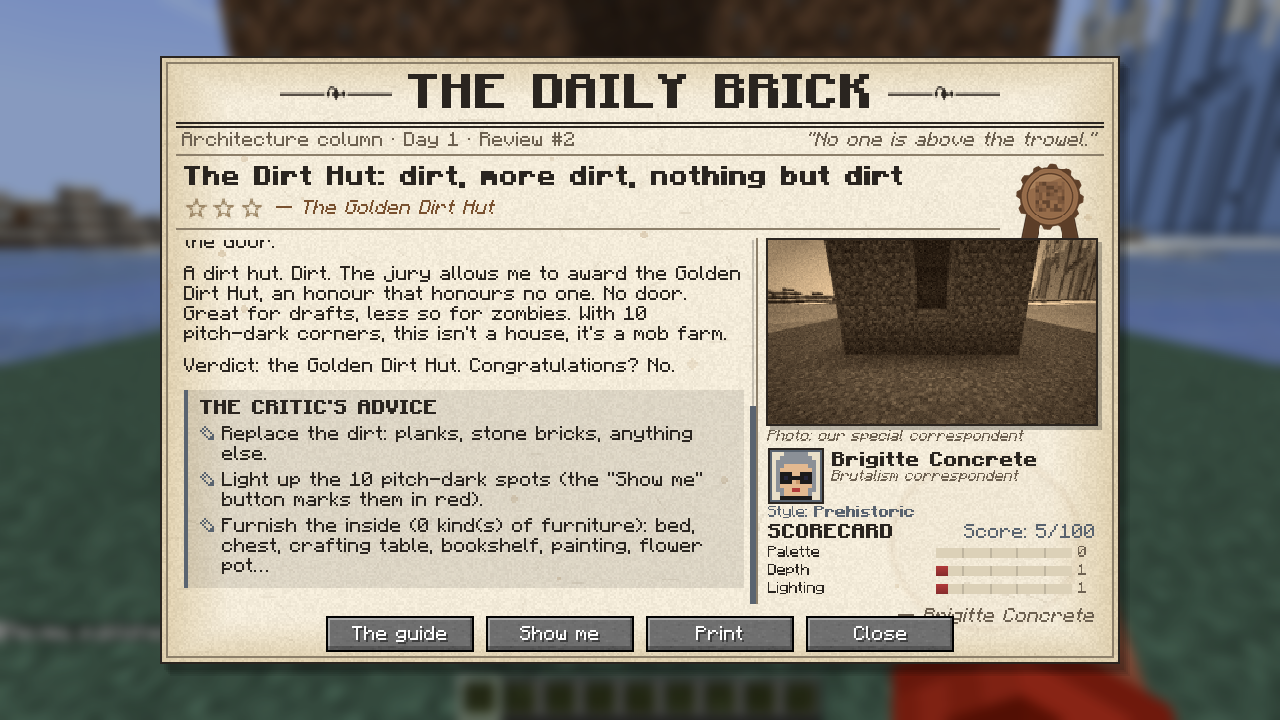 THE DAILY BRICK
Architecture column · Day 1 · Review #2
"No one is above the trowel."
The Dirt Hut: dirt, more dirt, nothing but dirt
— The Golden Dirt Hut
the door.
A dirt hut. Dirt. The jury allows me to award the Golden
Dirt Hut, an honour that honours no one. No door.
Great for drafts, less so for zombies. With 10
pitch-dark corners, this isn't a house, it's a mob farm.
Verdict: the Golden Dirt Hut. Congratulations? No.
THE CRITIC'S ADVICE
Replace the dirt: planks, stone bricks, anything
else.
Light up the 10 pitch-dark spots (the "Show me"
button marks them in red).
Furnish the inside (0 kind(s) of furniture): bed,
chest, crafting table, bookshelf, painting, flower
pot...
Photo: our special correspondent
Brigitte Concrete
Brutalism correspondent
Style: Prehistoric
SCORECARD Score: 5/100
Palette 0
Depth 1
Lighting 1
— Brigitte Concrete
The guide
Show me
Print
Close